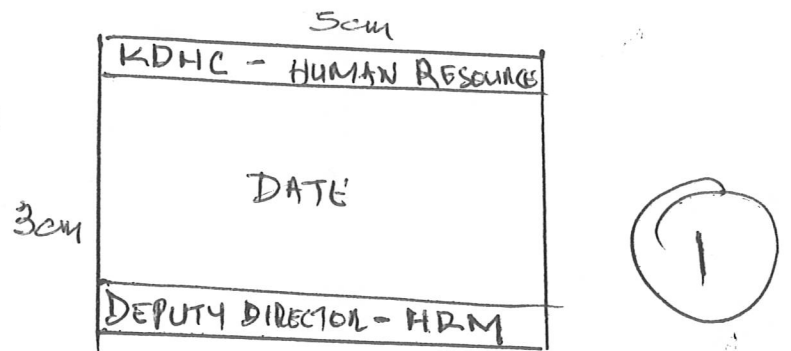 5cm
KDHC - HUMAN RESOURCES
DATE
3cm
1
DEPUTY DIRECTOR - HRM